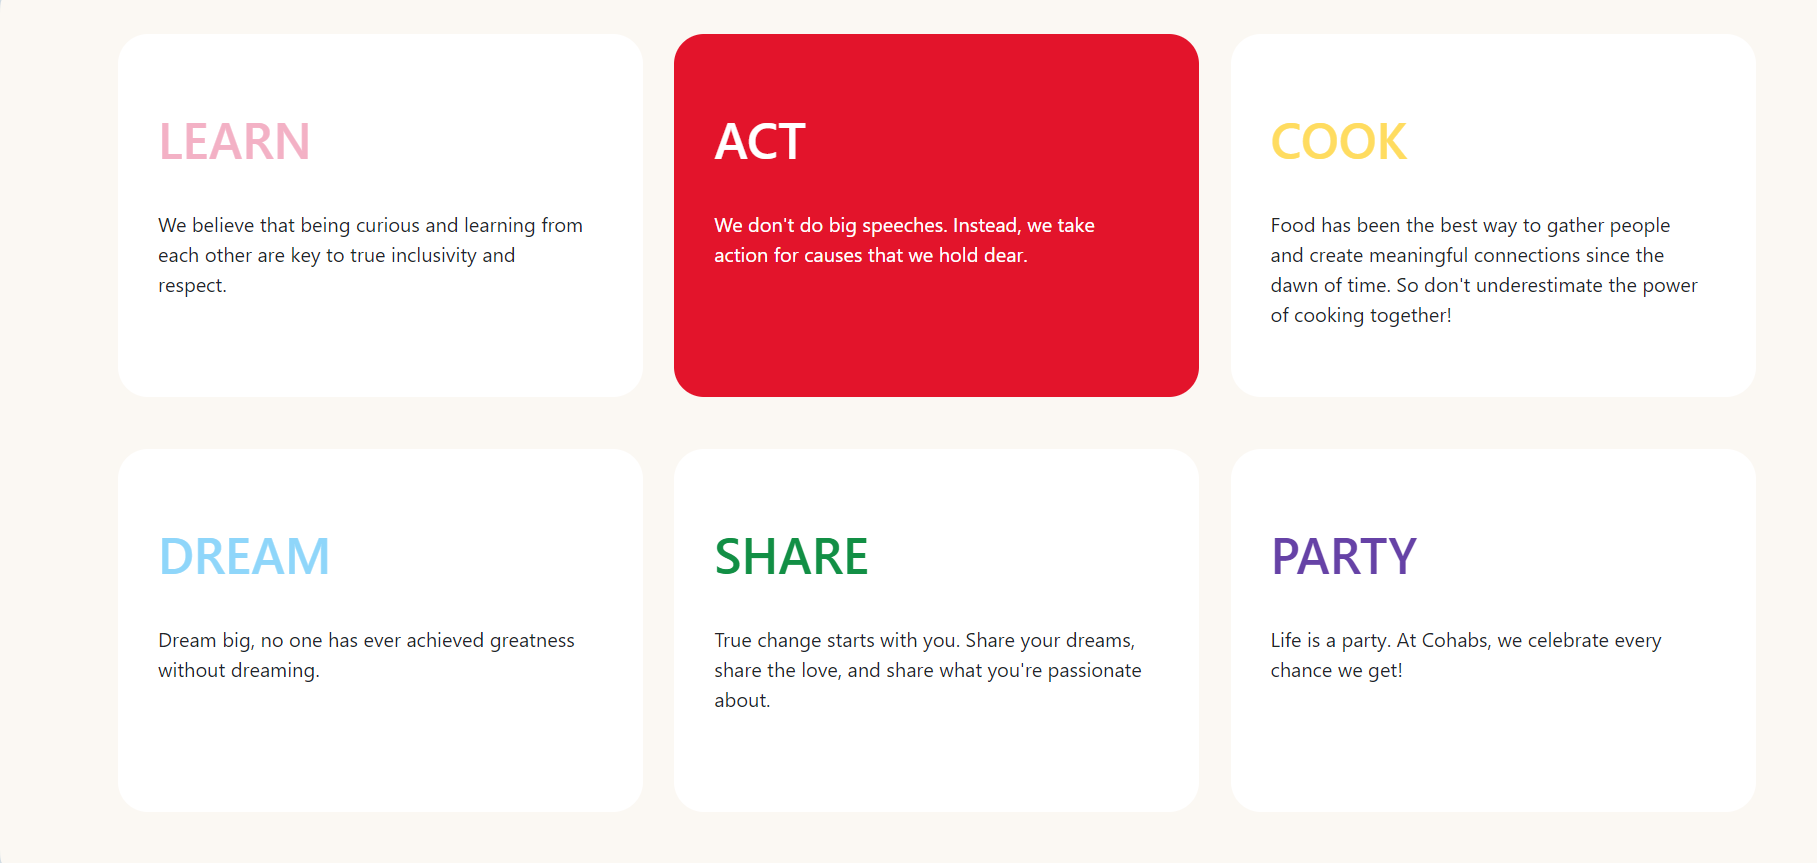 LEARN
We believe that being curious and learning from
each other are key to true inclusivity and
respect.
ACT
We don't do big speeches. Instead, we take
action for causes that we hold dear.
COOK
Food has been the best way to gather people
and create meaningful connections since the
dawn of time. So don't underestimate the power
of cooking together!
DREAM
Dream big, no one has ever achieved greatness
without dreaming.
SHARE
True change starts with you. Share your dreams,
share the love, and share what you're passionate
about.
PARTY
Life is a party. At Cohabs, we celebrate every
chance we get!